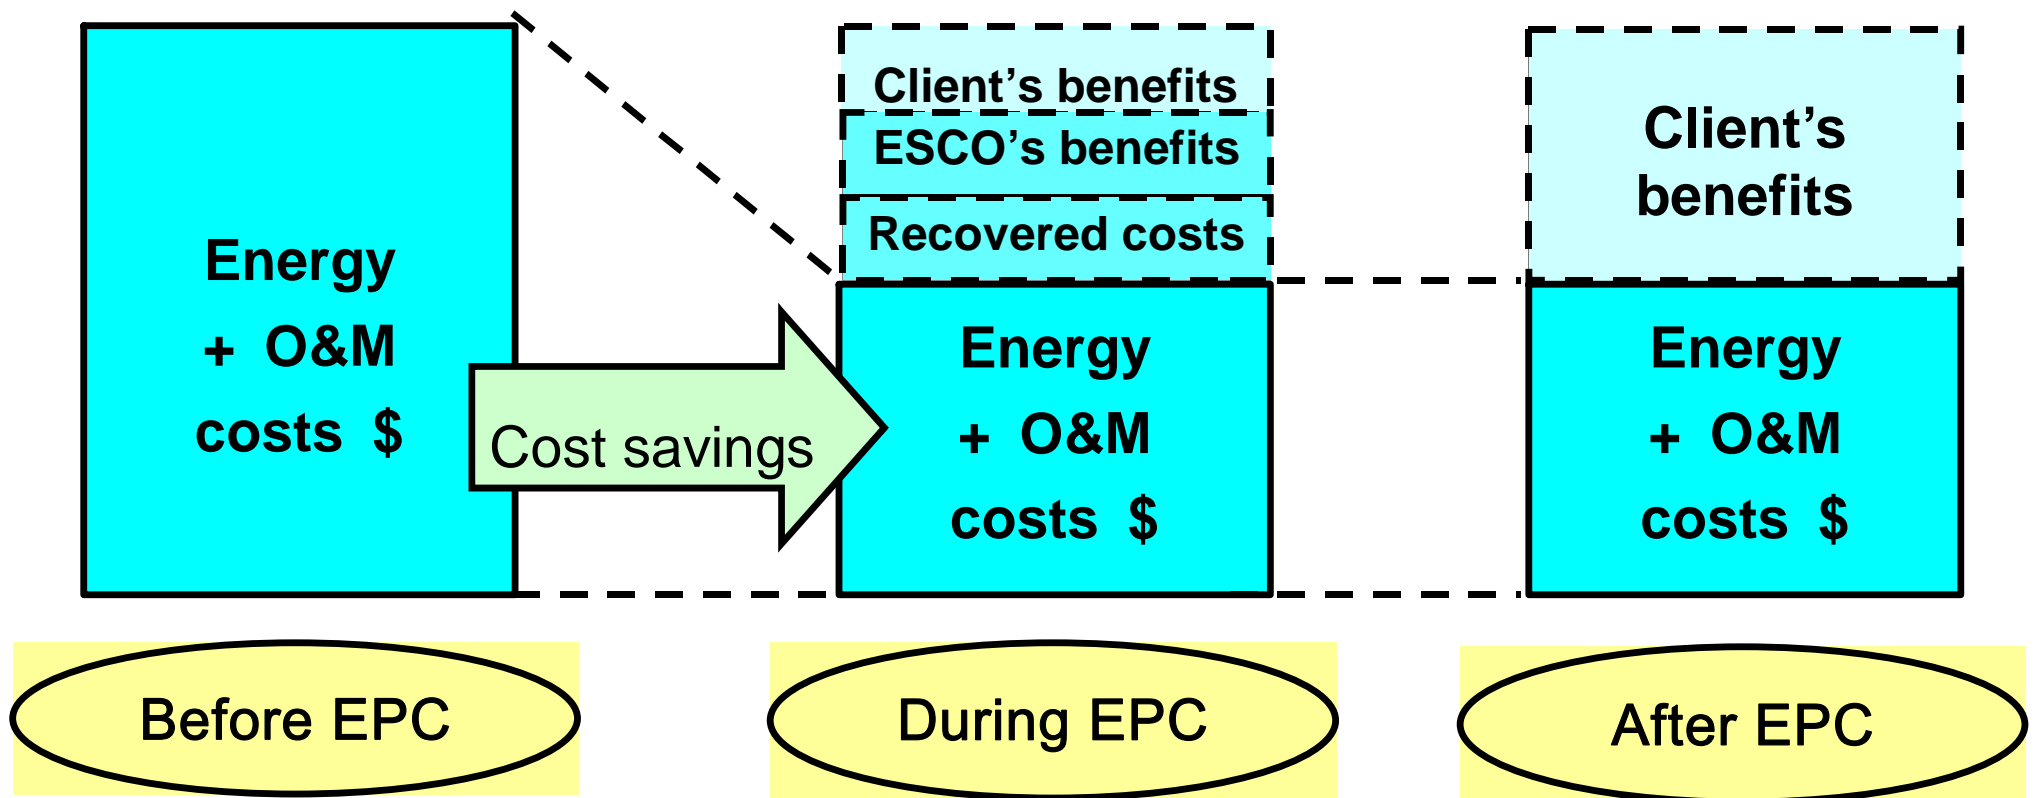 Energy
+ O&M
costs $
Cost savings
Client’s benefits
ESCO’s benefits
Recovered costs
Energy
+ O&M
costs $
Client’s
benefits
Energy
+ O&M
costs $
Before EPC
During EPC
After EPC